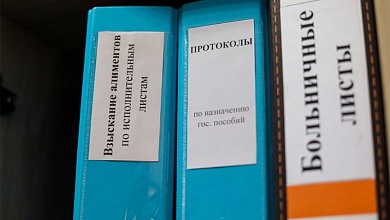 Взыскание алиментов
по исполнительным
листам
ПРОТОКОЛЫ
по назначению
гос. пособий
Больничные
листы